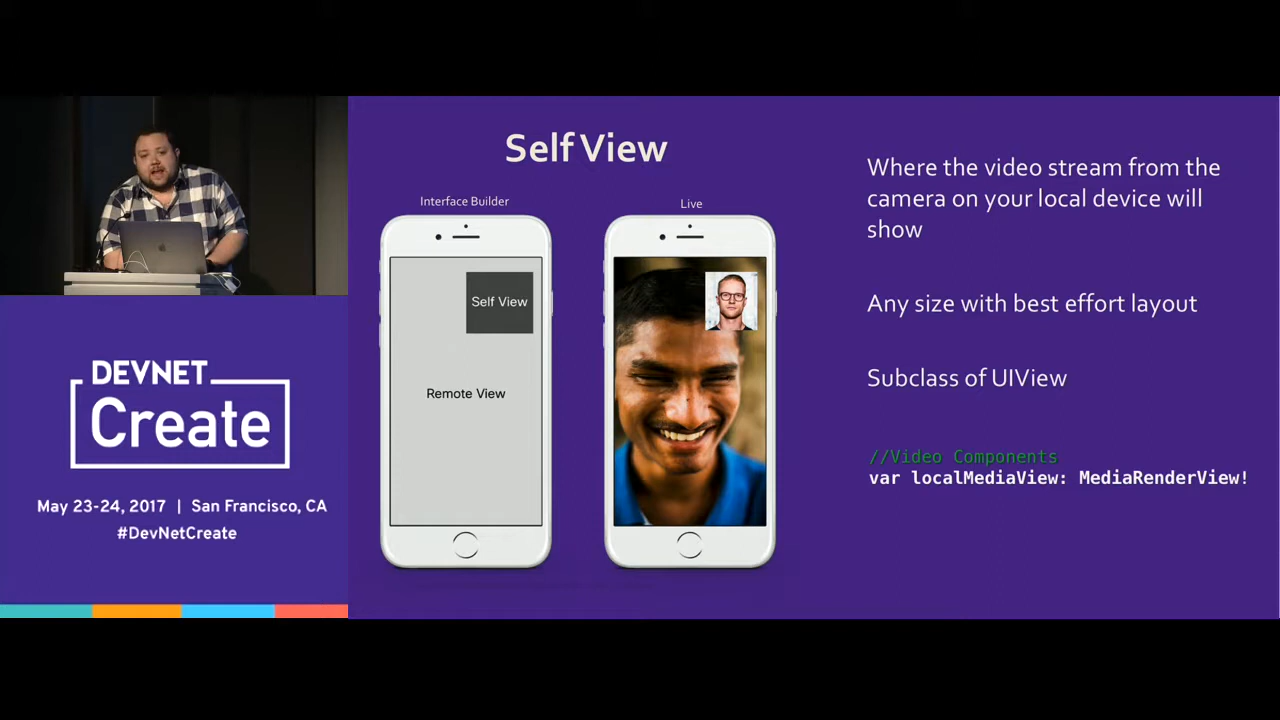 DEVNET
Create
May 23-24, 2017 | San Francisco, CA
#DevNetCreate
Self View
Interface Builder
Live
Self View
Remote View
Where the video stream from the
camera on your local device will
show
Any size with best effort layout
Subclass of UIView
//Video Components
var localMediaView: MediaRenderView!